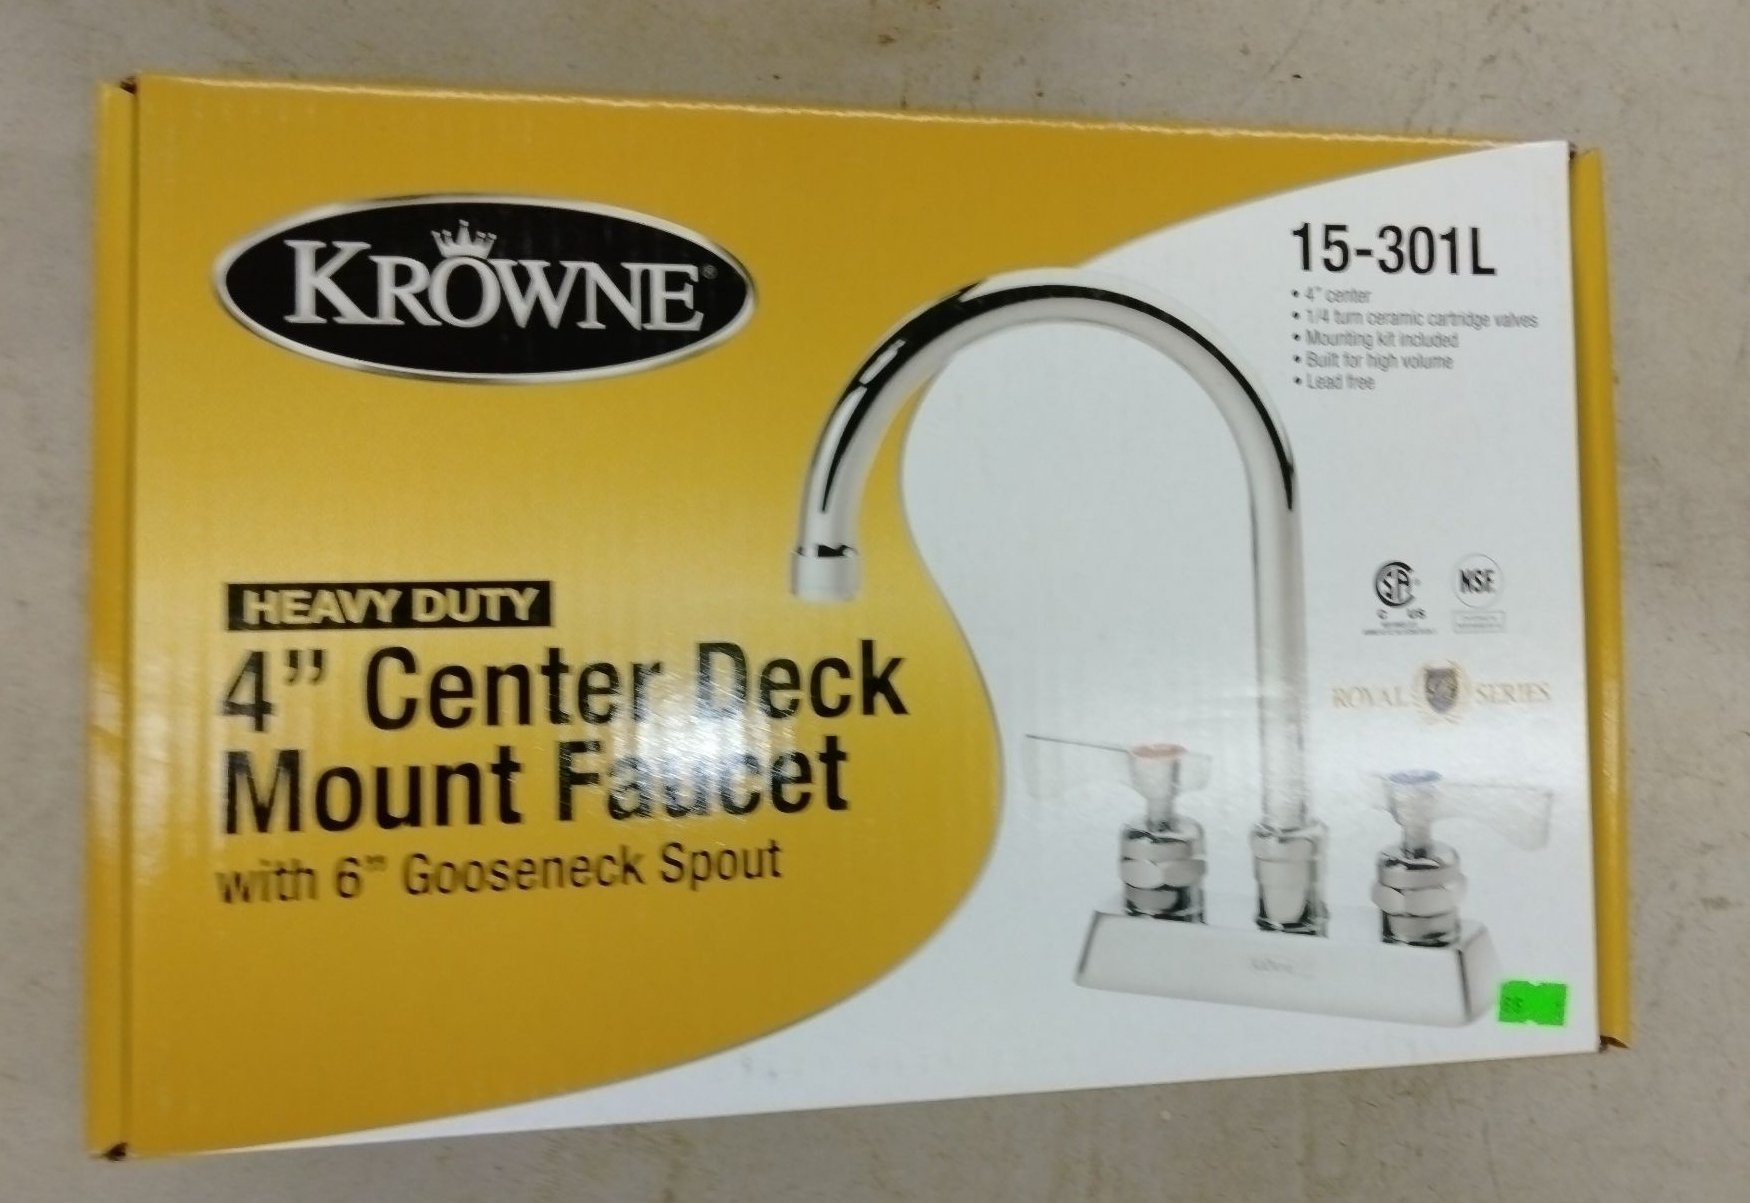 KROWNE®
15-301L
• 4" center
• 1/4 turn ceramic cartridge valves
• Mounting kit included
• Built for high volume
• Lead free
HEAVY DUTY
4” Center Deck
Mount Faucet
with 6” Gooseneck Spout
C US
NSF
ROYAL SERIES